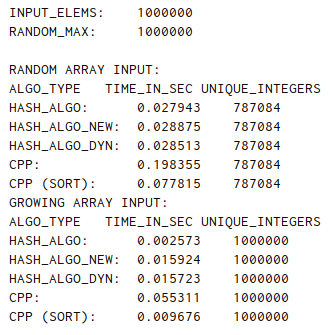 INPUT_ELEMS: 1000000
RANDOM_MAX: 1000000
RANDOM ARRAY INPUT:
ALGO_TYPE TIME_IN_SEC UNIQUE_INTEGERS
HASH_ALGO: 0.027943 787084
HASH_ALGO_NEW: 0.028875 787084
HASH_ALGO_DYN: 0.028513 787084
CPP: 0.198355 787084
CPP (SORT): 0.077815 787084
GROWING ARRAY INPUT:
ALGO_TYPE TIME_IN_SEC UNIQUE_INTEGERS
HASH_ALGO: 0.002573 1000000
HASH_ALGO_NEW: 0.015924 1000000
HASH_ALGO_DYN: 0.015723 1000000
CPP: 0.055311 1000000
CPP (SORT): 0.009676 1000000